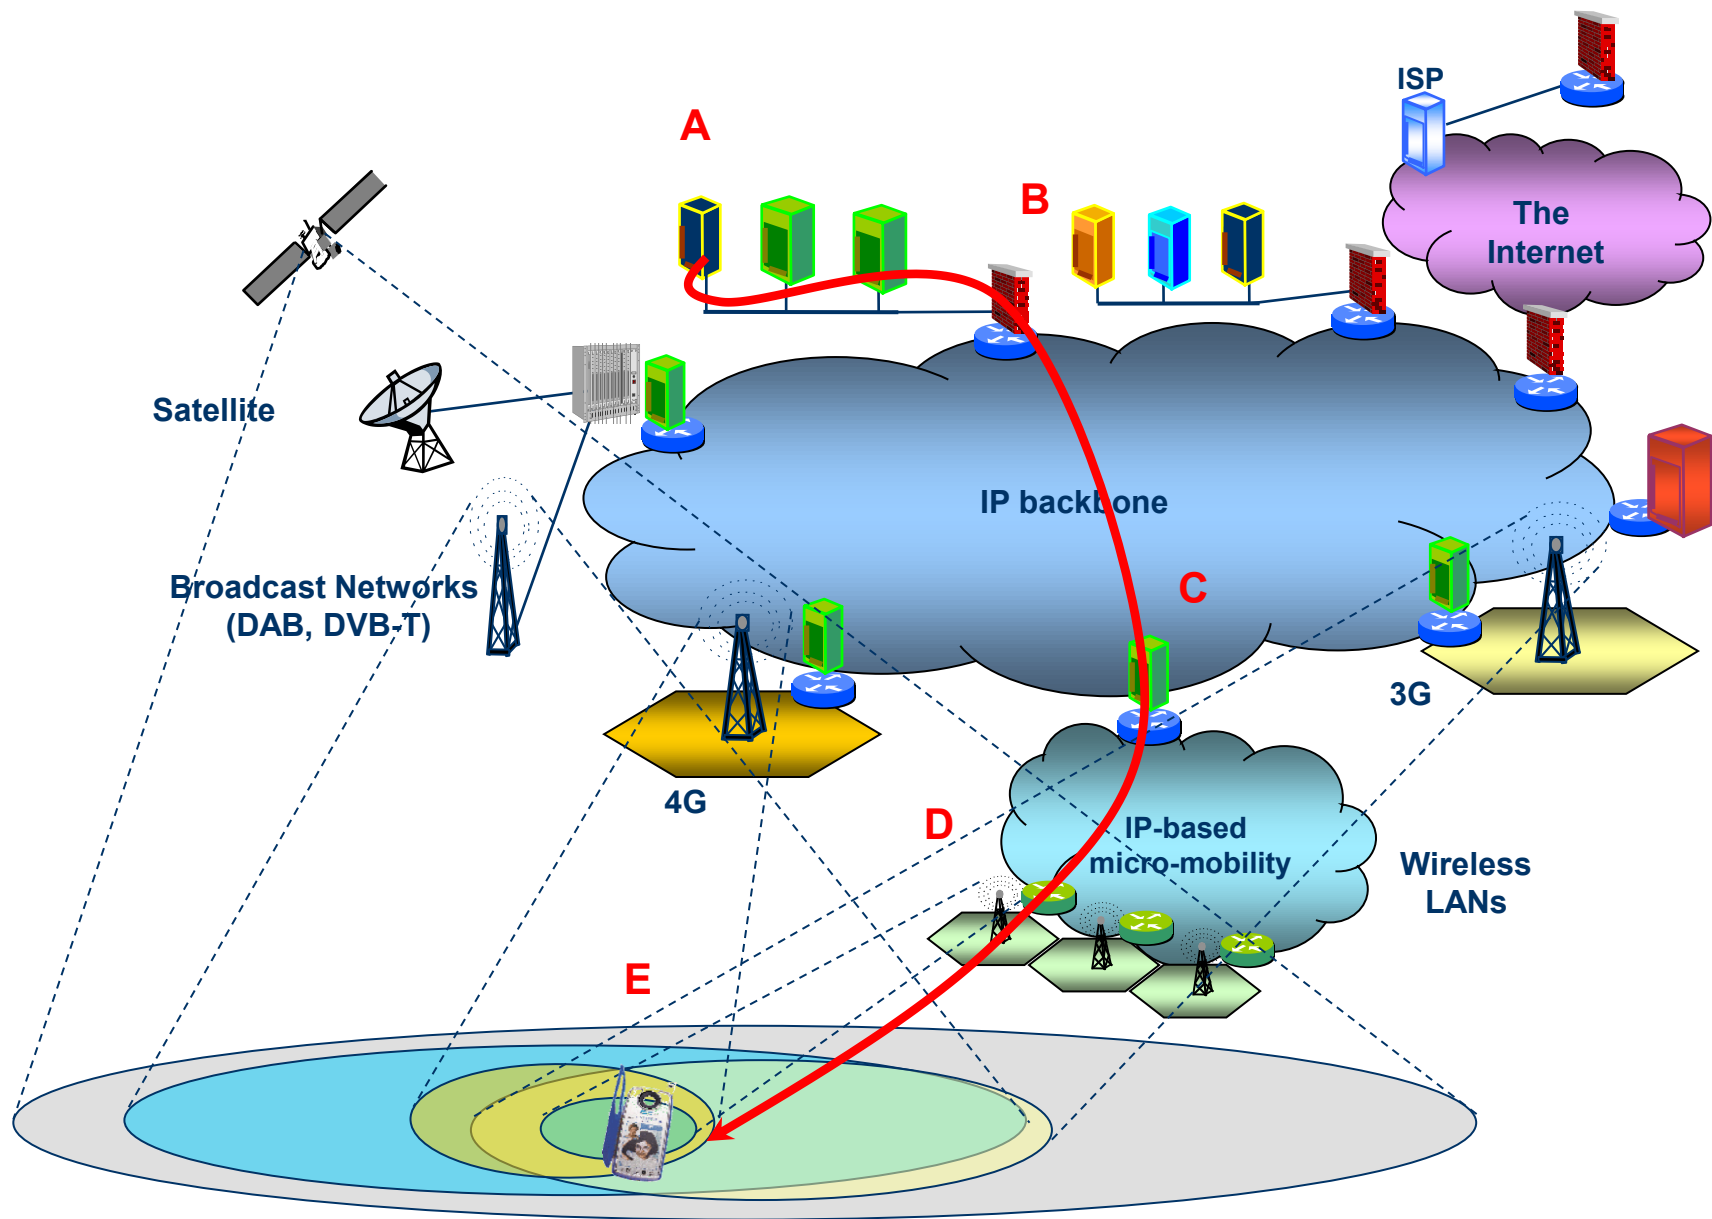 ISP
A
B
The
Internet
Satellite
IP backbone
Broadcast Networks
(DAB, DVB-T)
C
3G
4G
D
IP-based
micro-mobility
Wireless
LANs
E